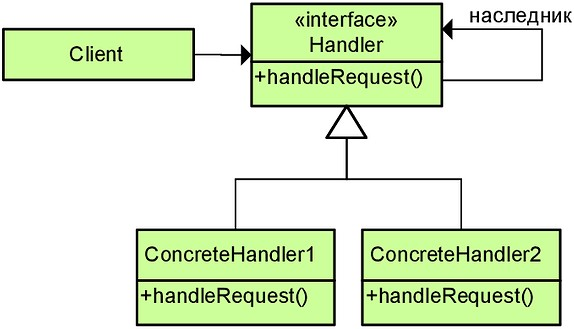 наследник
«interface»
Handler
Client
+handleRequest()
ConcreteHandler1
ConcreteHandler2
+handleRequest()
+handleRequest()